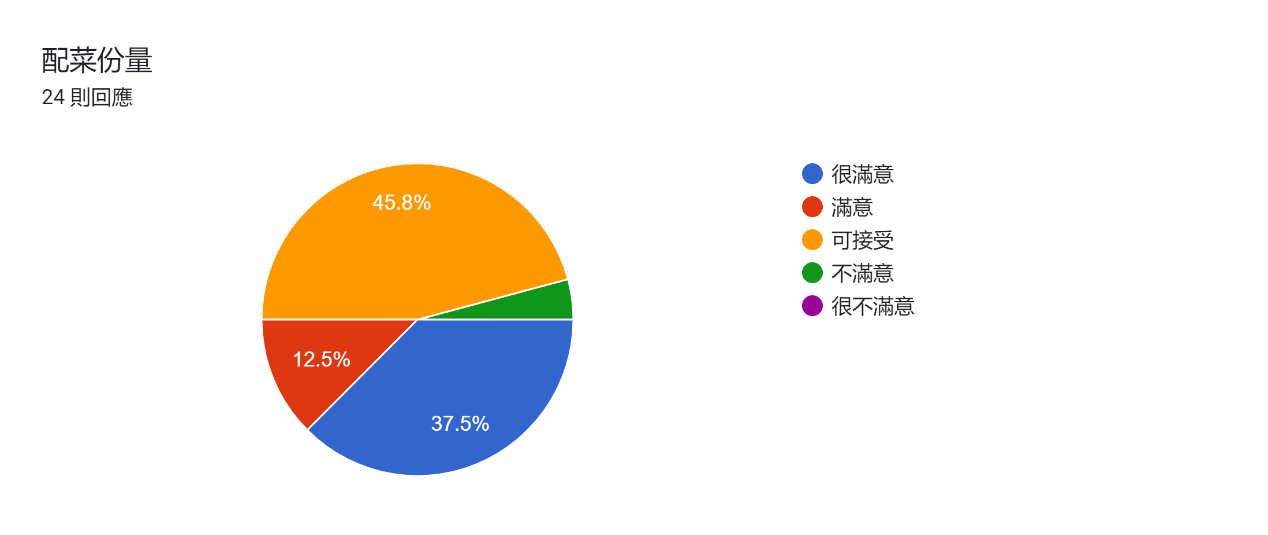 配菜份量
24 則回應
45.8%
12.5%
37.5%
很滿意
滿意
可接受
不滿意
很不滿意